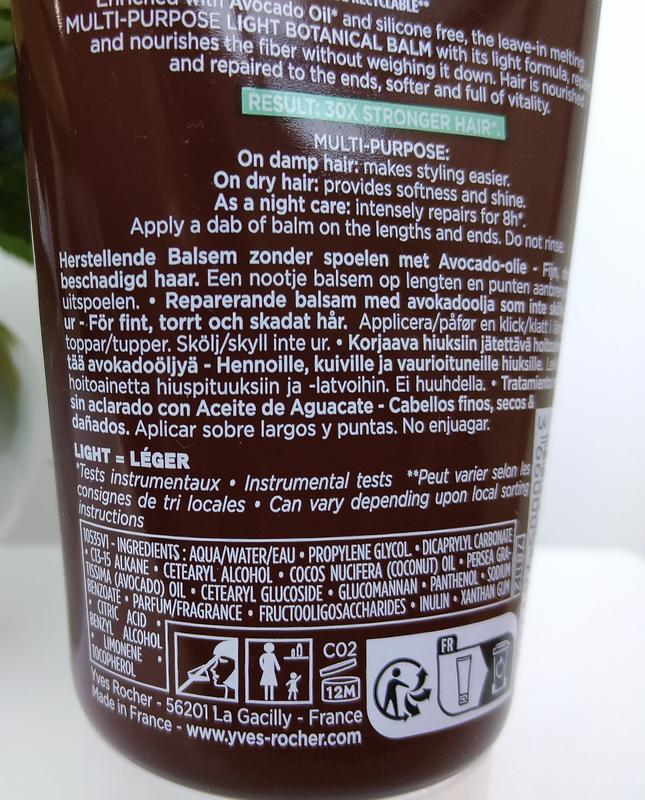 RECYCLABLE**
Enriched with Avocado Oil* and silicone free, the leave-in melting
MULTI-PURPOSE LIGHT BOTANICAL BALM with its light formula,
and nourishes the fiber without weighing it down. Hair is nourished
and repaired to the ends, softer and full of vitality.
RESULT: 30X STRONGER HAIR*.
MULTI-PURPOSE:
On damp hair: makes styling easier.
On dry hair: provides softness and shine.
As a night care: intensely repairs for 8h*.
Apply a dab of balm on the lengths and ends. Do not rinse.
Herstellende Balsem zonder spoelen met Avocado-olie - Fijn,
beschadigd haar. Een nootje balsem op lengten en punten
uitspoelen. • Reparerande balsam med avokadoolja som inte
ur - För fint, torrt och skadat hår. Applicera/påfør en klick/klatt i
toppar/tupper. Skölj/skyll inte ur. • Korjaava hiuksiin jätettävä
tää avokadoöljyä - Hennoille, kuiville ja vaurioituneille hiuksille.
hoitoainetta hiuspituuksiin ja -latvoihin. Ei huuhdella. • Tratamiento
sin aclarado con Aceite de Aguacate - Cabellos finos, secos &
dañados. Aplicar sobre largos y puntas. No enjuagar.
LIGHT = LÉGER
*Tests instrumentaux • Instrumental tests **Peut varier selon les
consignes de tri locales • Can vary depending upon local sorting
instructions
10535V1 - INGREDIENTS : AQUA/WATER/EAU • PROPYLENE GLYCOL. • DICAPRYLYL CARBONATE
• C13-15 ALKANE • CETEARYL ALCOHOL • COCOS NUCIFERA (COCONUT) OIL • PERSEA GRA-
TISSIMA (AVOCADO) OIL • CETEARYL GLUCOSIDE • GLUCOMANNAN • PANTHENOL • SODIUM
BENZOATE • PARFUM/FRAGRANCE • FRUCTOOLIGOSACCHARIDES • INULIN • XANTHAN GUM
• CITRIC ACID •
BENZYL ALCOHOL
• LIMONENE •
TOCOPHEROL
CO2
12M
FR
Yves Rocher - 56201 La Gacilly - France
Made in France - www.yves-rocher.com